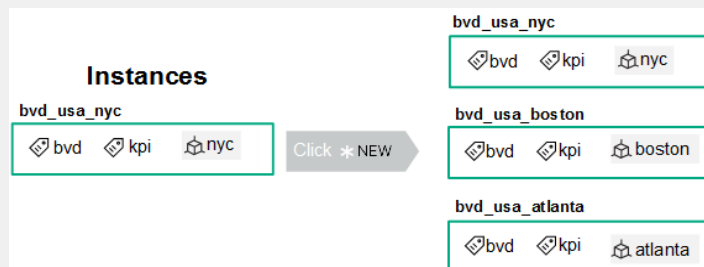 Instances
bvd_usa_nyc
bvd kpi nyc
Click * NEW
bvd_usa_nyc
bvd kpi nyc
bvd_usa_boston
bvd kpi boston
bvd_usa_atlanta
bvd kpi atlanta